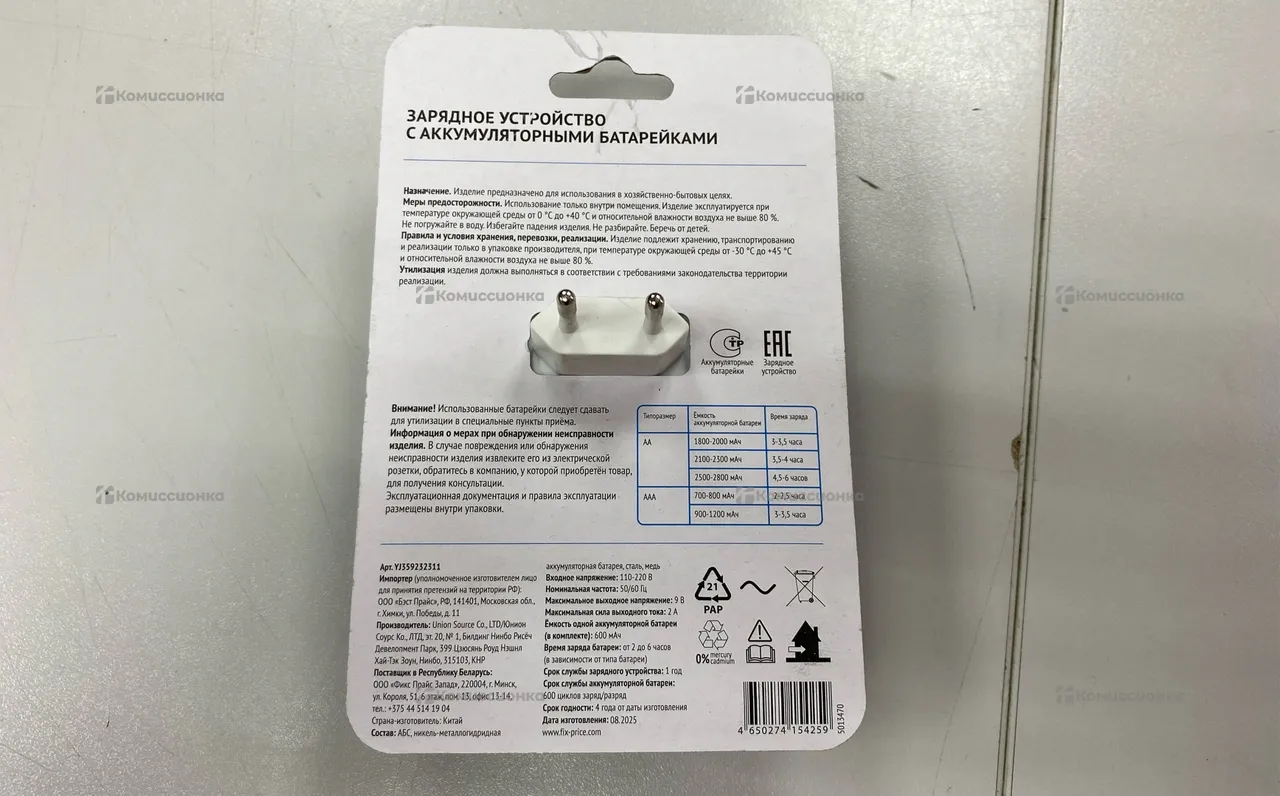 ЗАРЯДНОЕ УСТРОЙСТВО
С АККУМУЛЯТОРНЫМИ БАТАРЕЙКАМИ
Комиссионка
Комиссионка
Назначение. Изделие предназначено для использования в хозяйственно-бытовых целях.
Меры предосторожности. Использование только внутри помещения. Изделие эксплуатируется при
температуре окружающей среды от 0 °С до +40 °С и относительной влажности воздуха не выше 80 %.
Не погружайте в воду. Избегайте падения изделия. Не разбирайте. Беречь от детей.
Правила и условия хранения, перевозки, реализации. Изделие подлежит хранению, транспортированию
и реализации только в упаковке производителя, при температуре окружающей среды от -30 °С до +45 °С
и относительной влажности воздуха не выше 80 %.
Утилизация изделия должна выполняться в соответствии с требованиями законодательства территории
реализации.
Комиссионка
Комиссионка
СТР
Аккумуляторные
батарейки
ЕАС
Зарядное
устройство
Внимание! Использованные батарейки следует сдавать
для утилизации в специальные пункты приёма.
Информация о мерах при обнаружении неисправности
изделия. В случае повреждения или обнаружения
неисправности изделия извлеките его из электрической
розетки, обратитесь в компанию, у которой приобретён товар,
для получения консультации.
Эксплуатационная документация и правила эксплуатации
размещены внутри упаковки.
Типоразмер Ёмкость аккумуляторной батареи Время заряда
АА 1800-2000 мАч 3-3,5 часа
2100-2300 мАч 3,5-4 часа
2500-2800 мАч 4,5-6 часов
ААА 700-800 мАч 2-2,5 часа
900-1200 мАч 3-3,5 часа
Комиссионка
Комиссионка
Арт. YJ359232311
Импортер (уполномоченное изготовителем лицо
для принятия претензий на территории РФ):
ООО «Бэст Прайс», РФ, 141401, Московская обл.,
г. Химки, ул. Победы, д. 11
Производитель: Union Source Co., LTD/Юнион
Соурс Ко., ЛТД, эт. 20, № 1, Билдинг Нинбо Рисёч
Девелопмент Парк, 399 Цзюсянь Роуд Нэшнл
Хай-Тэк Зоун, Нинбо, 315103, КНР
Поставщик в Республику Беларусь:
ООО «Фикс Прайс Запад», 220004, г. Минск,
ул. Короля, 51, 6 этаж, пом. 13, офис 13-14,
тел.: +375 44 514 19 04
Страна-изготовитель: Китай
Состав: АБС, никель-металлогидридная
аккумуляторная батарея, сталь, медь
Входное напряжение: 110-220 В
Номинальная частота: 50/60 Гц
Максимальное выходное напряжение: 9 В
Максимальная сила выходного тока: 2 А
Ёмкость одной аккумуляторной батареи
(в комплекте): 600 мАч
Время заряда батареи: от 2 до 6 часов
(в зависимости от типа батареи)
Срок службы зарядного устройства: 1 год
Срок службы аккумуляторной батареи:
600 циклов заряд/разряд
Срок годности: 4 года от даты изготовления
Дата изготовления: 08.2025
www.fix-price.com
21
PAP
0% mercury
cadmium
4 650274 154259
5013470
Комиссионка
Комиссионка